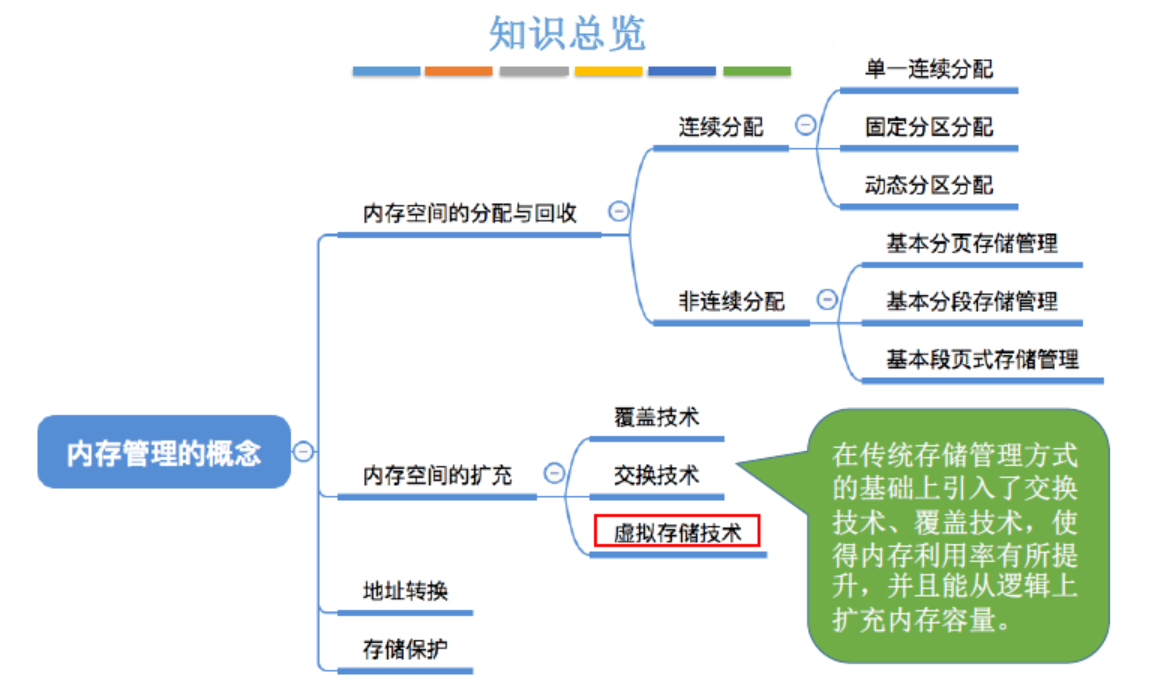 知识总览
单一连续分配
连续分配
固定分区分配
动态分区分配
内存空间的分配与回收
基本分页存储管理
非连续分配
基本分段存储管理
基本段页式存储管理
内存管理的概念
覆盖技术
内存空间的扩充
交换技术
虚拟存储技术
在传统存储管理方式
的基础上引入了交换
技术、覆盖技术，使
得内存利用率有所提
升，并且能从逻辑上
扩充内存容量。
地址转换
存储保护